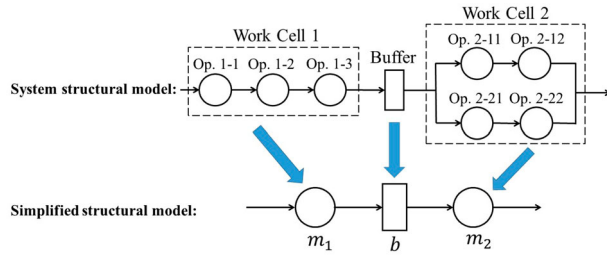 Work Cell 1
Work Cell 2
Op. 1-1 Op. 1-2 Op. 1-3
Buffer
Op. 2-11 Op. 2-12
System structural model:
Op. 2-21 Op. 2-22
Simplified structural model:
m₁ b m₂